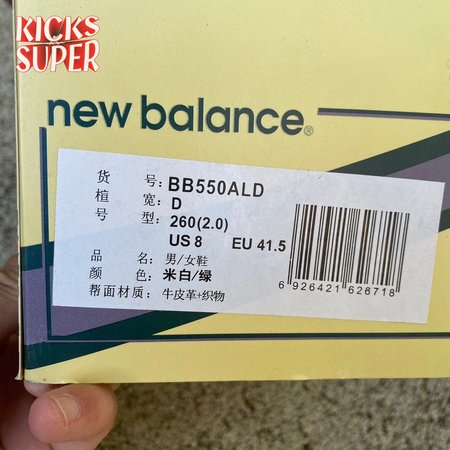 KICKS
SUPER
new balance®
货 号: BB550ALD
楦 宽: D
号 型: 260(2.0)
US 8 EU 41.5
品 名: 男/女鞋
颜 色: 米白/绿
帮面材质: 牛皮革+织物
6 926421 626718